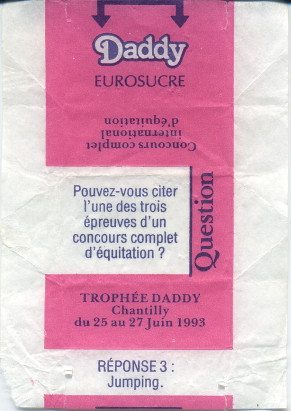 Daddy
EUROSUCRE
Concours complet
international
d'équitation
Pouvez-vous citer
l'une des trois
épreuves d'un
concours complet
d'équitation ?
Question
TROPHÉE DADDY
Chantilly
du 25 au 27 Juin 1993
RÉPONSE 3 :
Jumping.